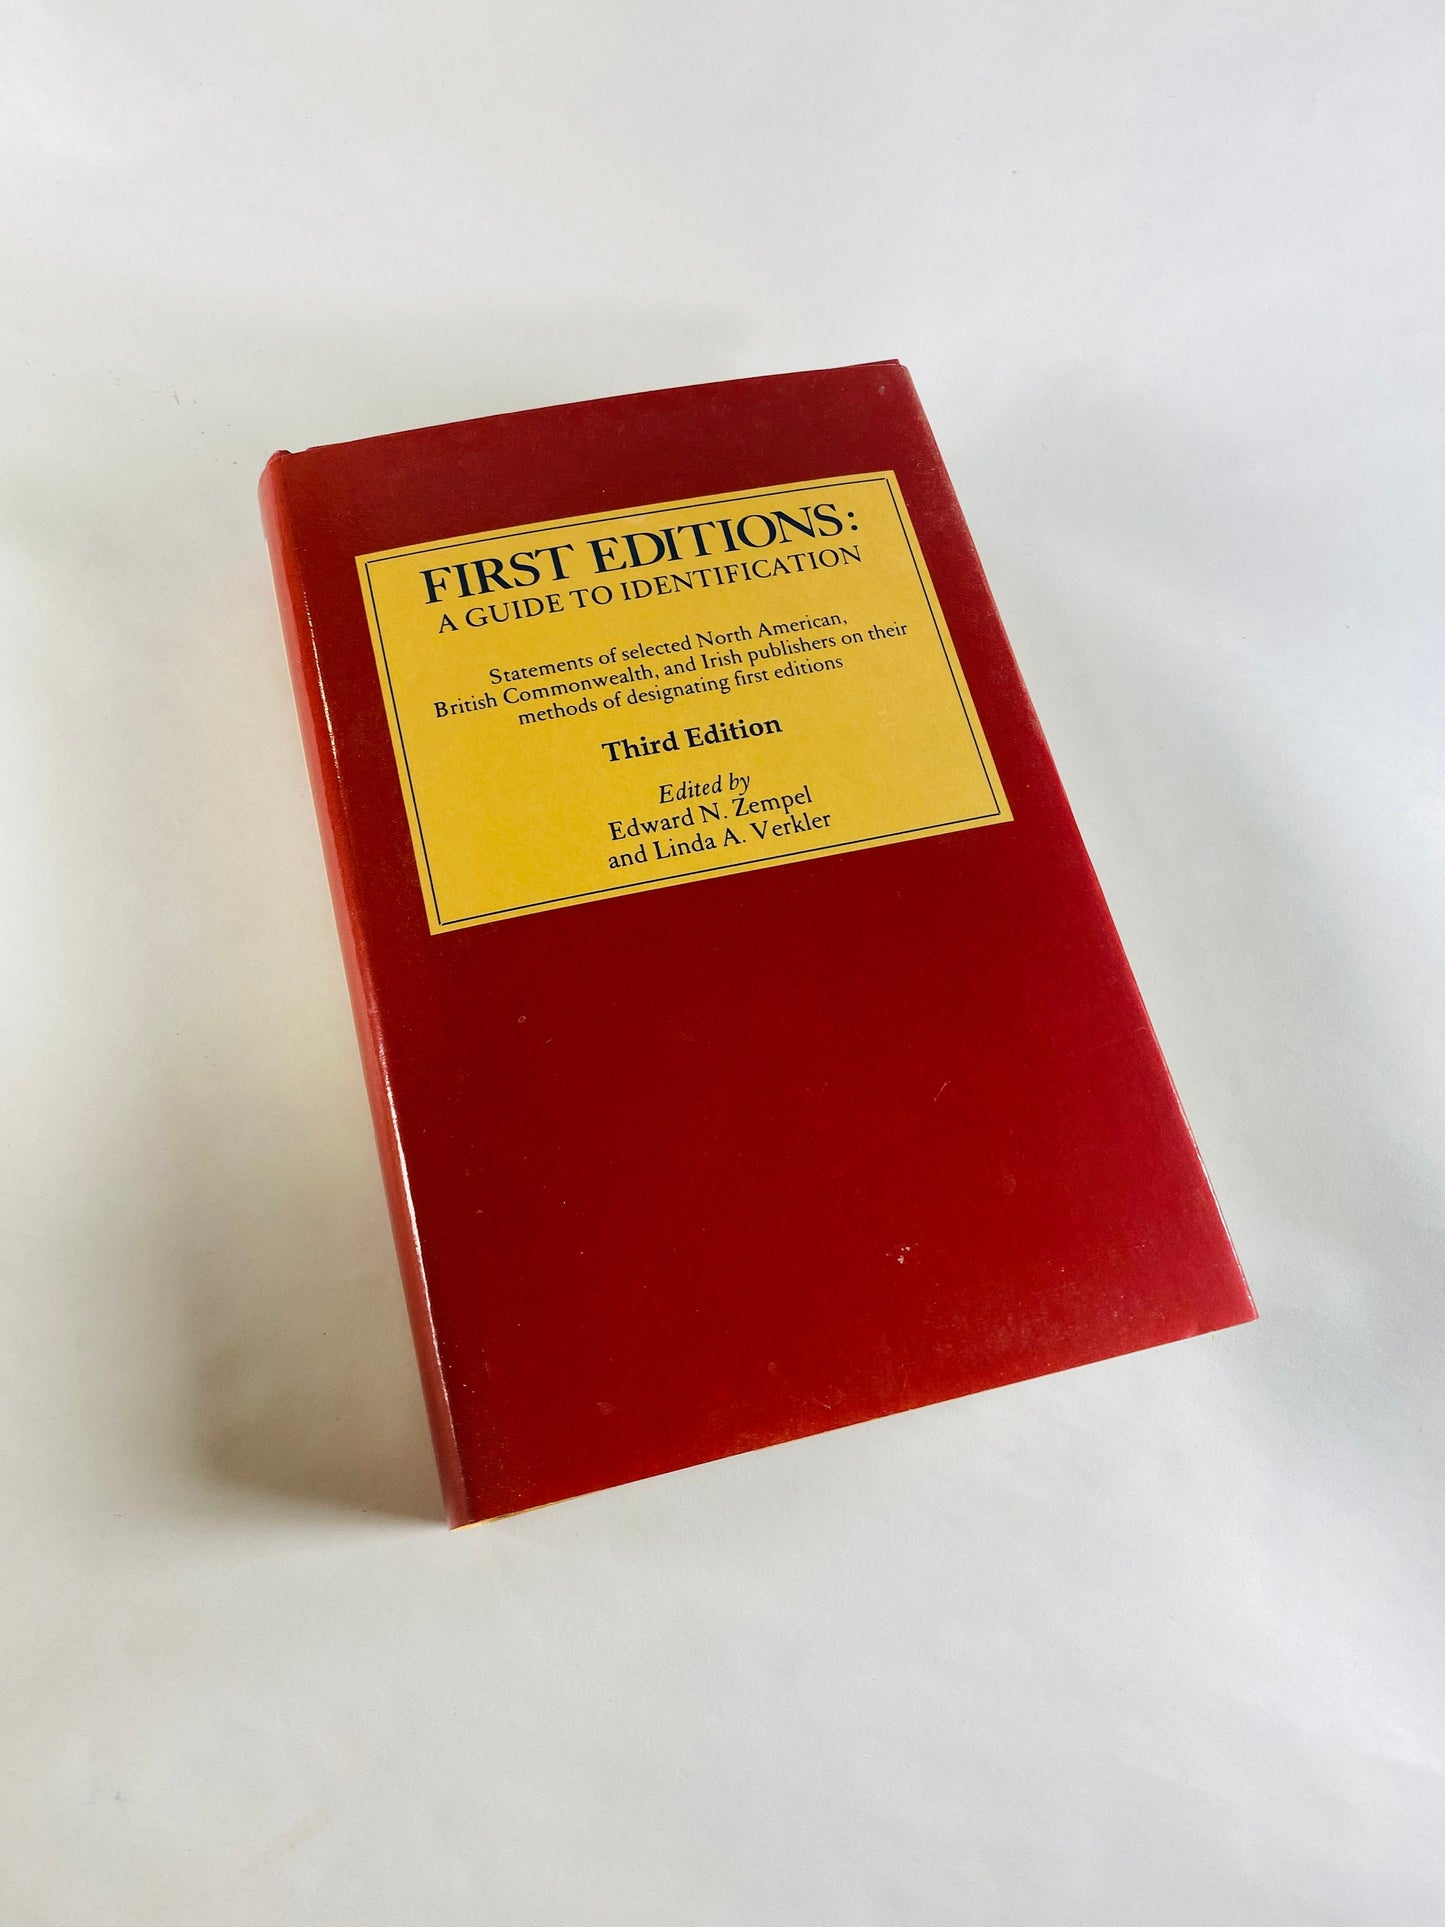 FIRST EDITIONS:
A GUIDE TO IDENTIFICATION
Statements of selected North American,
British Commonwealth, and Irish publishers on their
methods of designating first editions
Third Edition
Edited by
Edward N. Zempel
and Linda A. Verkler